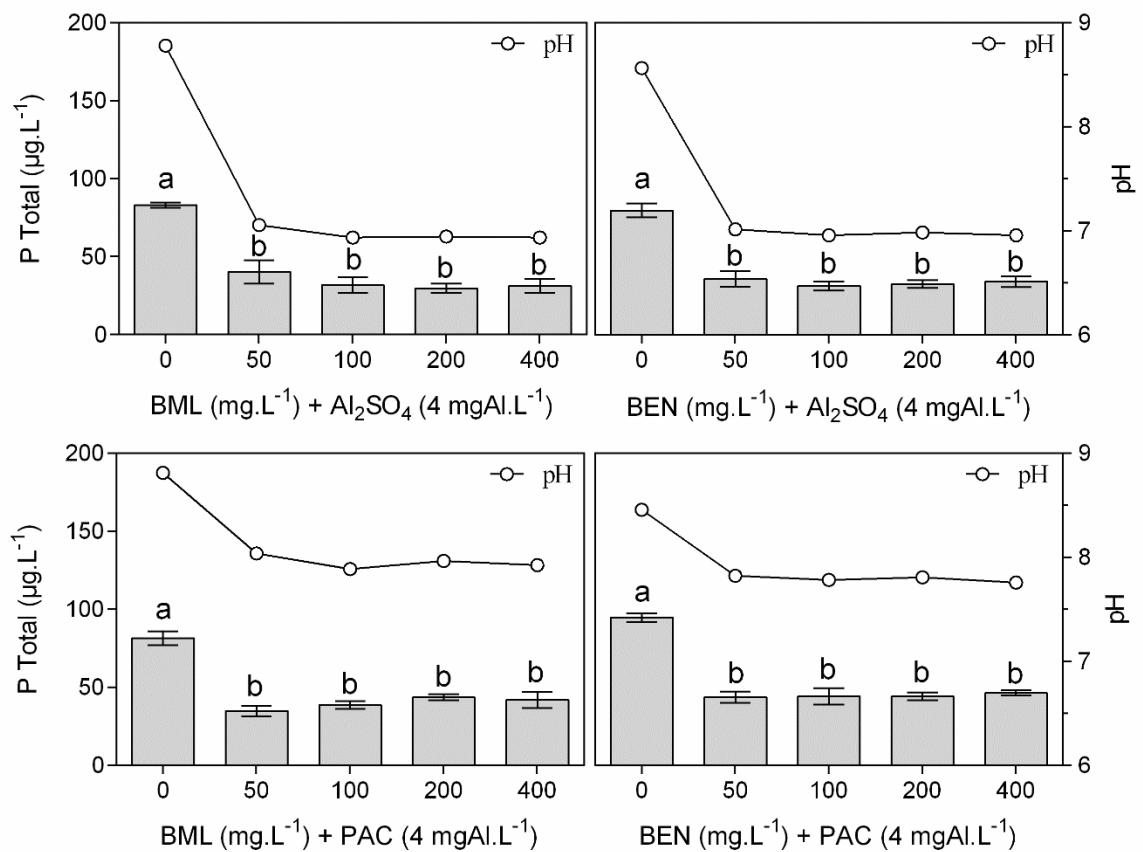 200
150
100
50
0
P Total (µg.L⁻¹)
pH
a
b
b
b
b
0 50 100 200 400
BML (mg.L⁻¹) + Al₂SO₄ (4 mgAl.L⁻¹)
pH
a
b
b
b
b
0 50 100 200 400
BEN (mg.L⁻¹) + Al₂SO₄ (4 mgAl.L⁻¹)
9
8
7
6
pH
200
150
100
50
0
P Total (µg.L⁻¹)
pH
a
b
b
b
b
0 50 100 200 400
BML (mg.L⁻¹) + PAC (4 mgAl.L⁻¹)
pH
a
b
b
b
b
0 50 100 200 400
BEN (mg.L⁻¹) + PAC (4 mgAl.L⁻¹)
9
8
7
6
pH